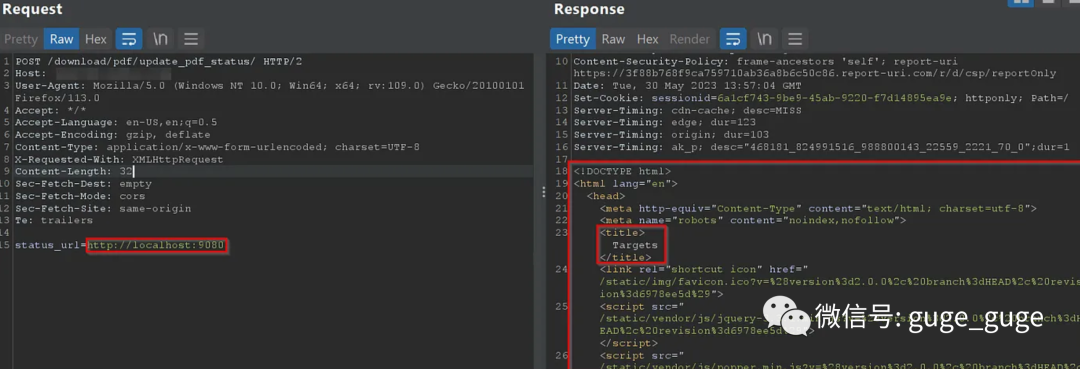 Request
Pretty Raw Hex \n
1 POST /download/pdf/update_pdf_status/ HTTP/2
2 Host:
3 User-Agent: Mozilla/5.0 (Windows NT 10.0; Win64; x64; rv:109.0) Gecko/20100101
Firefox/113.0
4 Accept: */*
5 Accept-Language: en-US,en;q=0.5
6 Accept-Encoding: gzip, deflate
7 Content-Type: application/x-www-form-urlencoded; charset=UTF-8
8 X-Requested-With: XMLHttpRequest
9 Content-Length: 32
10 Sec-Fetch-Dest: empty
11 Sec-Fetch-Mode: cors
12 Sec-Fetch-Site: same-origin
13 Te: trailers
14
15 status_url=http://localhost:9080
Response
Pretty Raw Hex Render \n
10 Content-Security-Policy: frame-ancestors 'self'; report-uri
https://3f88b768f9ca759710ab36a8b6c50c86.report-uri.com/r/d/csp/reportOnly
11 Date: Tue, 30 May 2023 13:57:04 GMT
12 Set-Cookie: sessionid=6a1cf743-9be9-45ab-9220-f7d14895ea9e; httponly; Path=/
13 Server-Timing: cdn-cache; desc=MISS
14 Server-Timing: edge; dur=123
15 Server-Timing: origin; dur=103
16 Server-Timing: ak_p; desc="468181_824991516_988800143_22559_2221_70_0";dur=1
17
18 <!DOCTYPE html>
19 <html lang="en">
20 <head>
21 <meta http-equiv="Content-Type" content="text/html; charset=utf-8">
22 <meta name="robots" content="noindex,nofollow">
23 <title>
Targets
</title>
24 <link rel="shortcut icon" href="
/static/img/favicon.ico?v=%28version%3d2.0.0%2c%20branch%3dHEAD%2c%20revis
ion%3d6978ee5d%29">
25 <script src="
/static/vendor/js/jquery-
EAD%2c%20revision%3d6978ee5d
</script>
26 <script src="
/static/vendor/js/popper.min.js?v=%28version%3d2.0.0%2c%20branch%3dHEAD%2c
微信号: guge_guge